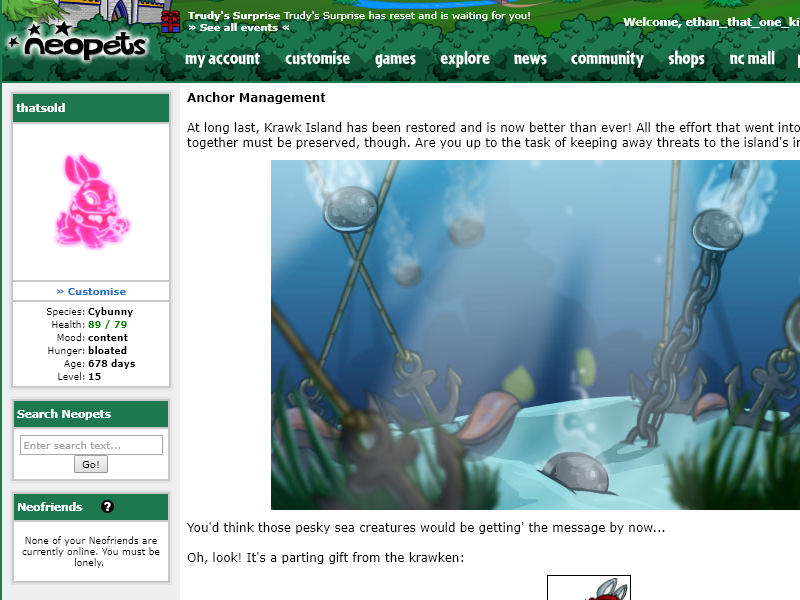 neopets
Trudy's Surprise Trudy's Surprise has reset and is waiting for you!
» See all events «
Welcome, ethan_that_one_ki
my account customise games explore news community shops nc mall
thatsold
» Customise
Species: Cybunny
Health: 89 / 79
Mood: content
Hunger: bloated
Age: 678 days
Level: 15
Search Neopets
Enter search text...
Go!
Neofriends ?
None of your Neofriends are
currently online. You must be
lonely.
Anchor Management
At long last, Krawk Island has been restored and is now better than ever! All the effort that went into
together must be preserved, though. Are you up to the task of keeping away threats to the island's
You'd think those pesky sea creatures would be getting' the message by now...
Oh, look! It's a parting gift from the krawken: